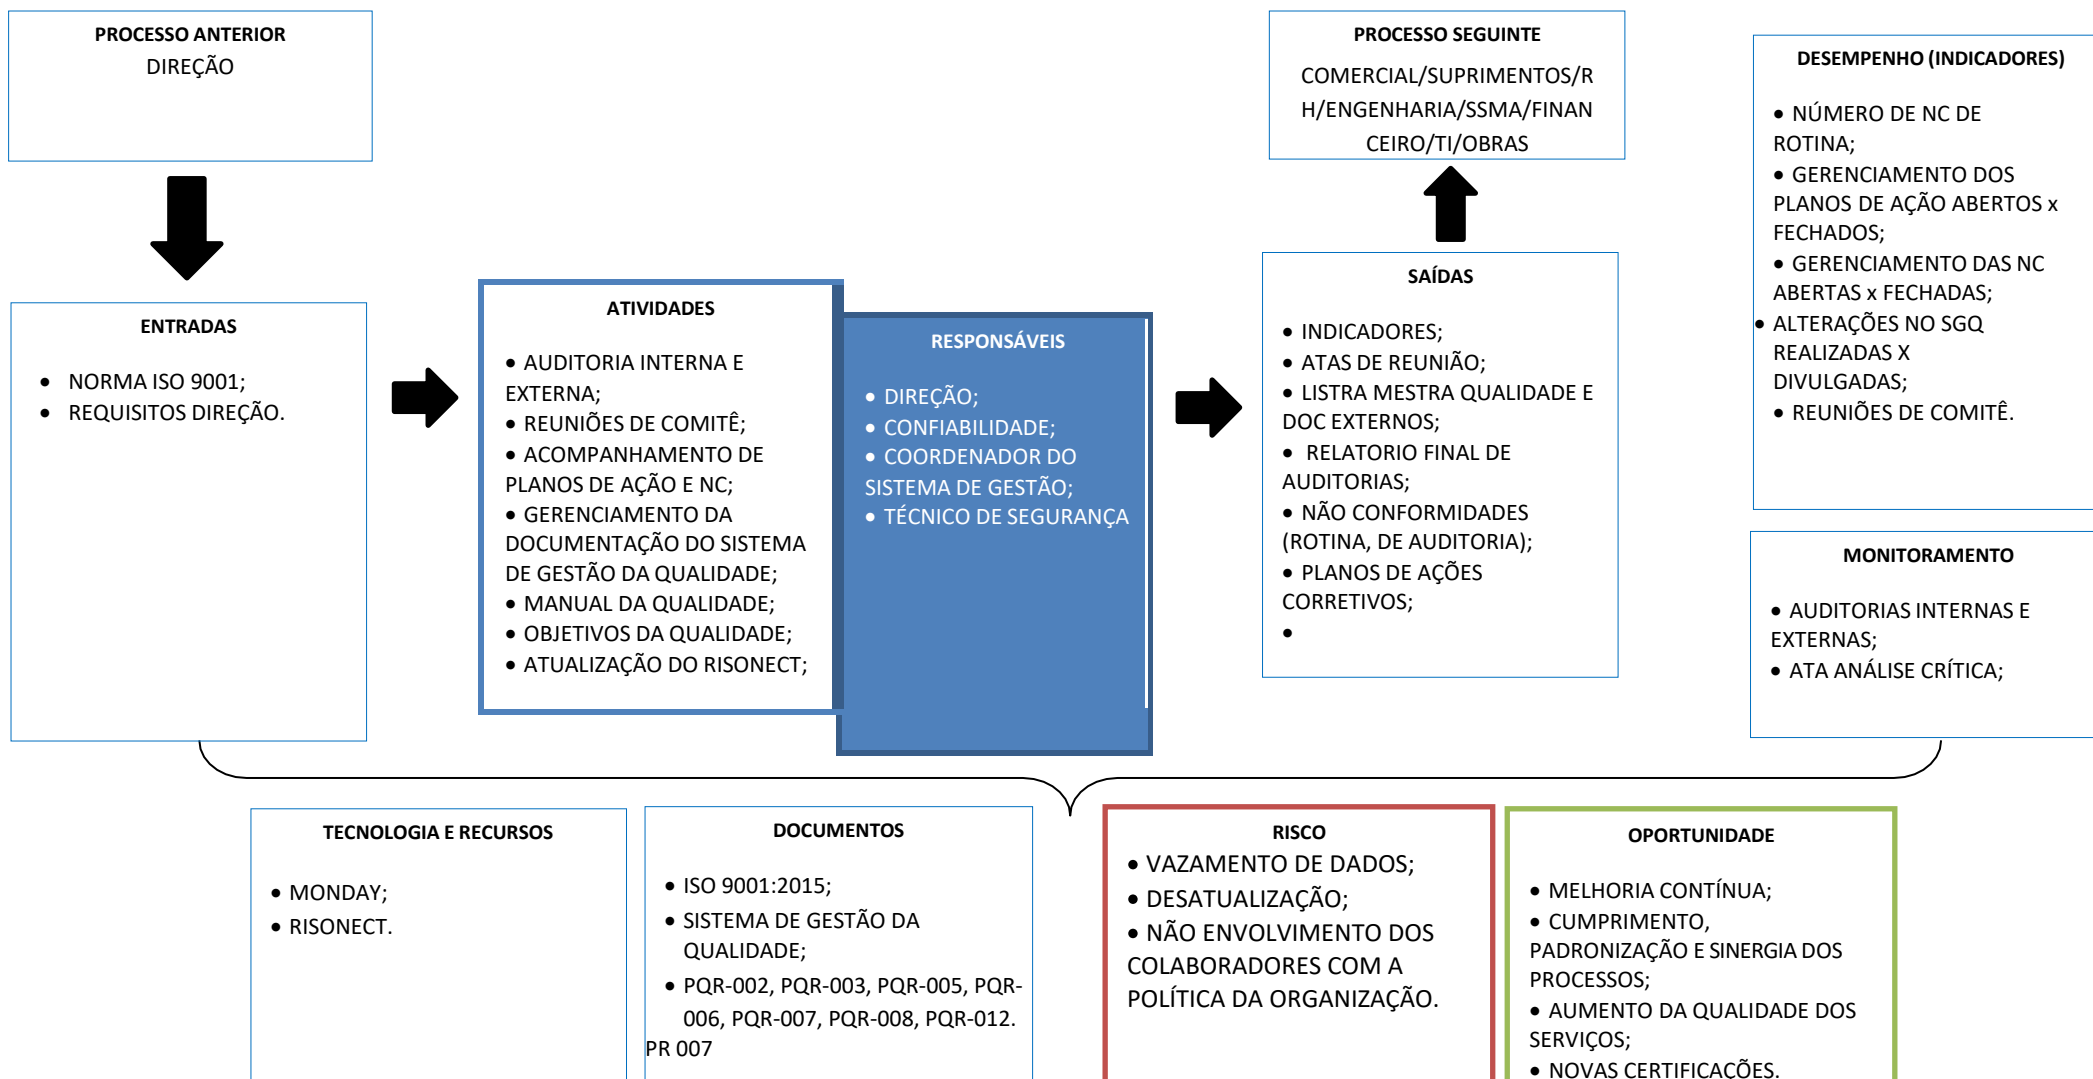 PROCESSO ANTERIOR
DIREÇÃO
PROCESSO SEGUINTE
COMERCIAL/SUPRIMENTOS/R
H/ENGENHARIA/SSMA/FINAN
CEIRO/TI/OBRAS
DESEMPENHO (INDICADORES)
• NÚMERO DE NC DE
ROTINA;
• GERENCIAMENTO DOS
PLANOS DE AÇÃO ABERTOS x
FECHADOS;
• GERENCIAMENTO DAS NC
ABERTAS x FECHADAS;
• ALTERAÇÕES NO SGQ
REALIZADAS X
DIVULGADAS;
• REUNIÕES DE COMITÊ.
ENTRADAS
• NORMA ISO 9001;
• REQUISITOS DIREÇÃO.
ATIVIDADES
• AUDITORIA INTERNA E
EXTERNA;
• REUNIÕES DE COMITÊ;
• ACOMPANHAMENTO DE
PLANOS DE AÇÃO E NC;
• GERENCIAMENTO DA
DOCUMENTAÇÃO DO SISTEMA
DE GESTÃO DA QUALIDADE;
• MANUAL DA QUALIDADE;
• OBJETIVOS DA QUALIDADE;
• ATUALIZAÇÃO DO RISONECT;
RESPONSÁVEIS
• DIREÇÃO;
• CONFIABILIDADE;
• COORDENADOR DO
SISTEMA DE GESTÃO;
• TÉCNICO DE SEGURANÇA
SAÍDAS
• INDICADORES;
• ATAS DE REUNIÃO;
• LISTRA MESTRA QUALIDADE E
DOC EXTERNOS;
• RELATORIO FINAL DE
AUDITORIAS;
• NÃO CONFORMIDADES
(ROTINA, DE AUDITORIA);
• PLANOS DE AÇÕES
CORRETIVOS;
•
MONITORAMENTO
• AUDITORIAS INTERNAS E
EXTERNAS;
• ATA ANÁLISE CRÍTICA;
TECNOLOGIA E RECURSOS
• MONDAY;
• RISONECT.
DOCUMENTOS
• ISO 9001:2015;
• SISTEMA DE GESTÃO DA
QUALIDADE;
• PQR-002, PQR-003, PQR-005, PQR-
006, PQR-007, PQR-008, PQR-012.
PR 007
RISCO
• VAZAMENTO DE DADOS;
• DESATUALIZAÇÃO;
• NÃO ENVOLVIMENTO DOS
COLABORADORES COM A
POLÍTICA DA ORGANIZAÇÃO.
OPORTUNIDADE
• MELHORIA CONTÍNUA;
• CUMPRIMENTO,
PADRONIZAÇÃO E SINERGIA DOS
PROCESSOS;
• AUMENTO DA QUALIDADE DOS
SERVIÇOS;
• NOVAS CERTIFICAÇÕES.